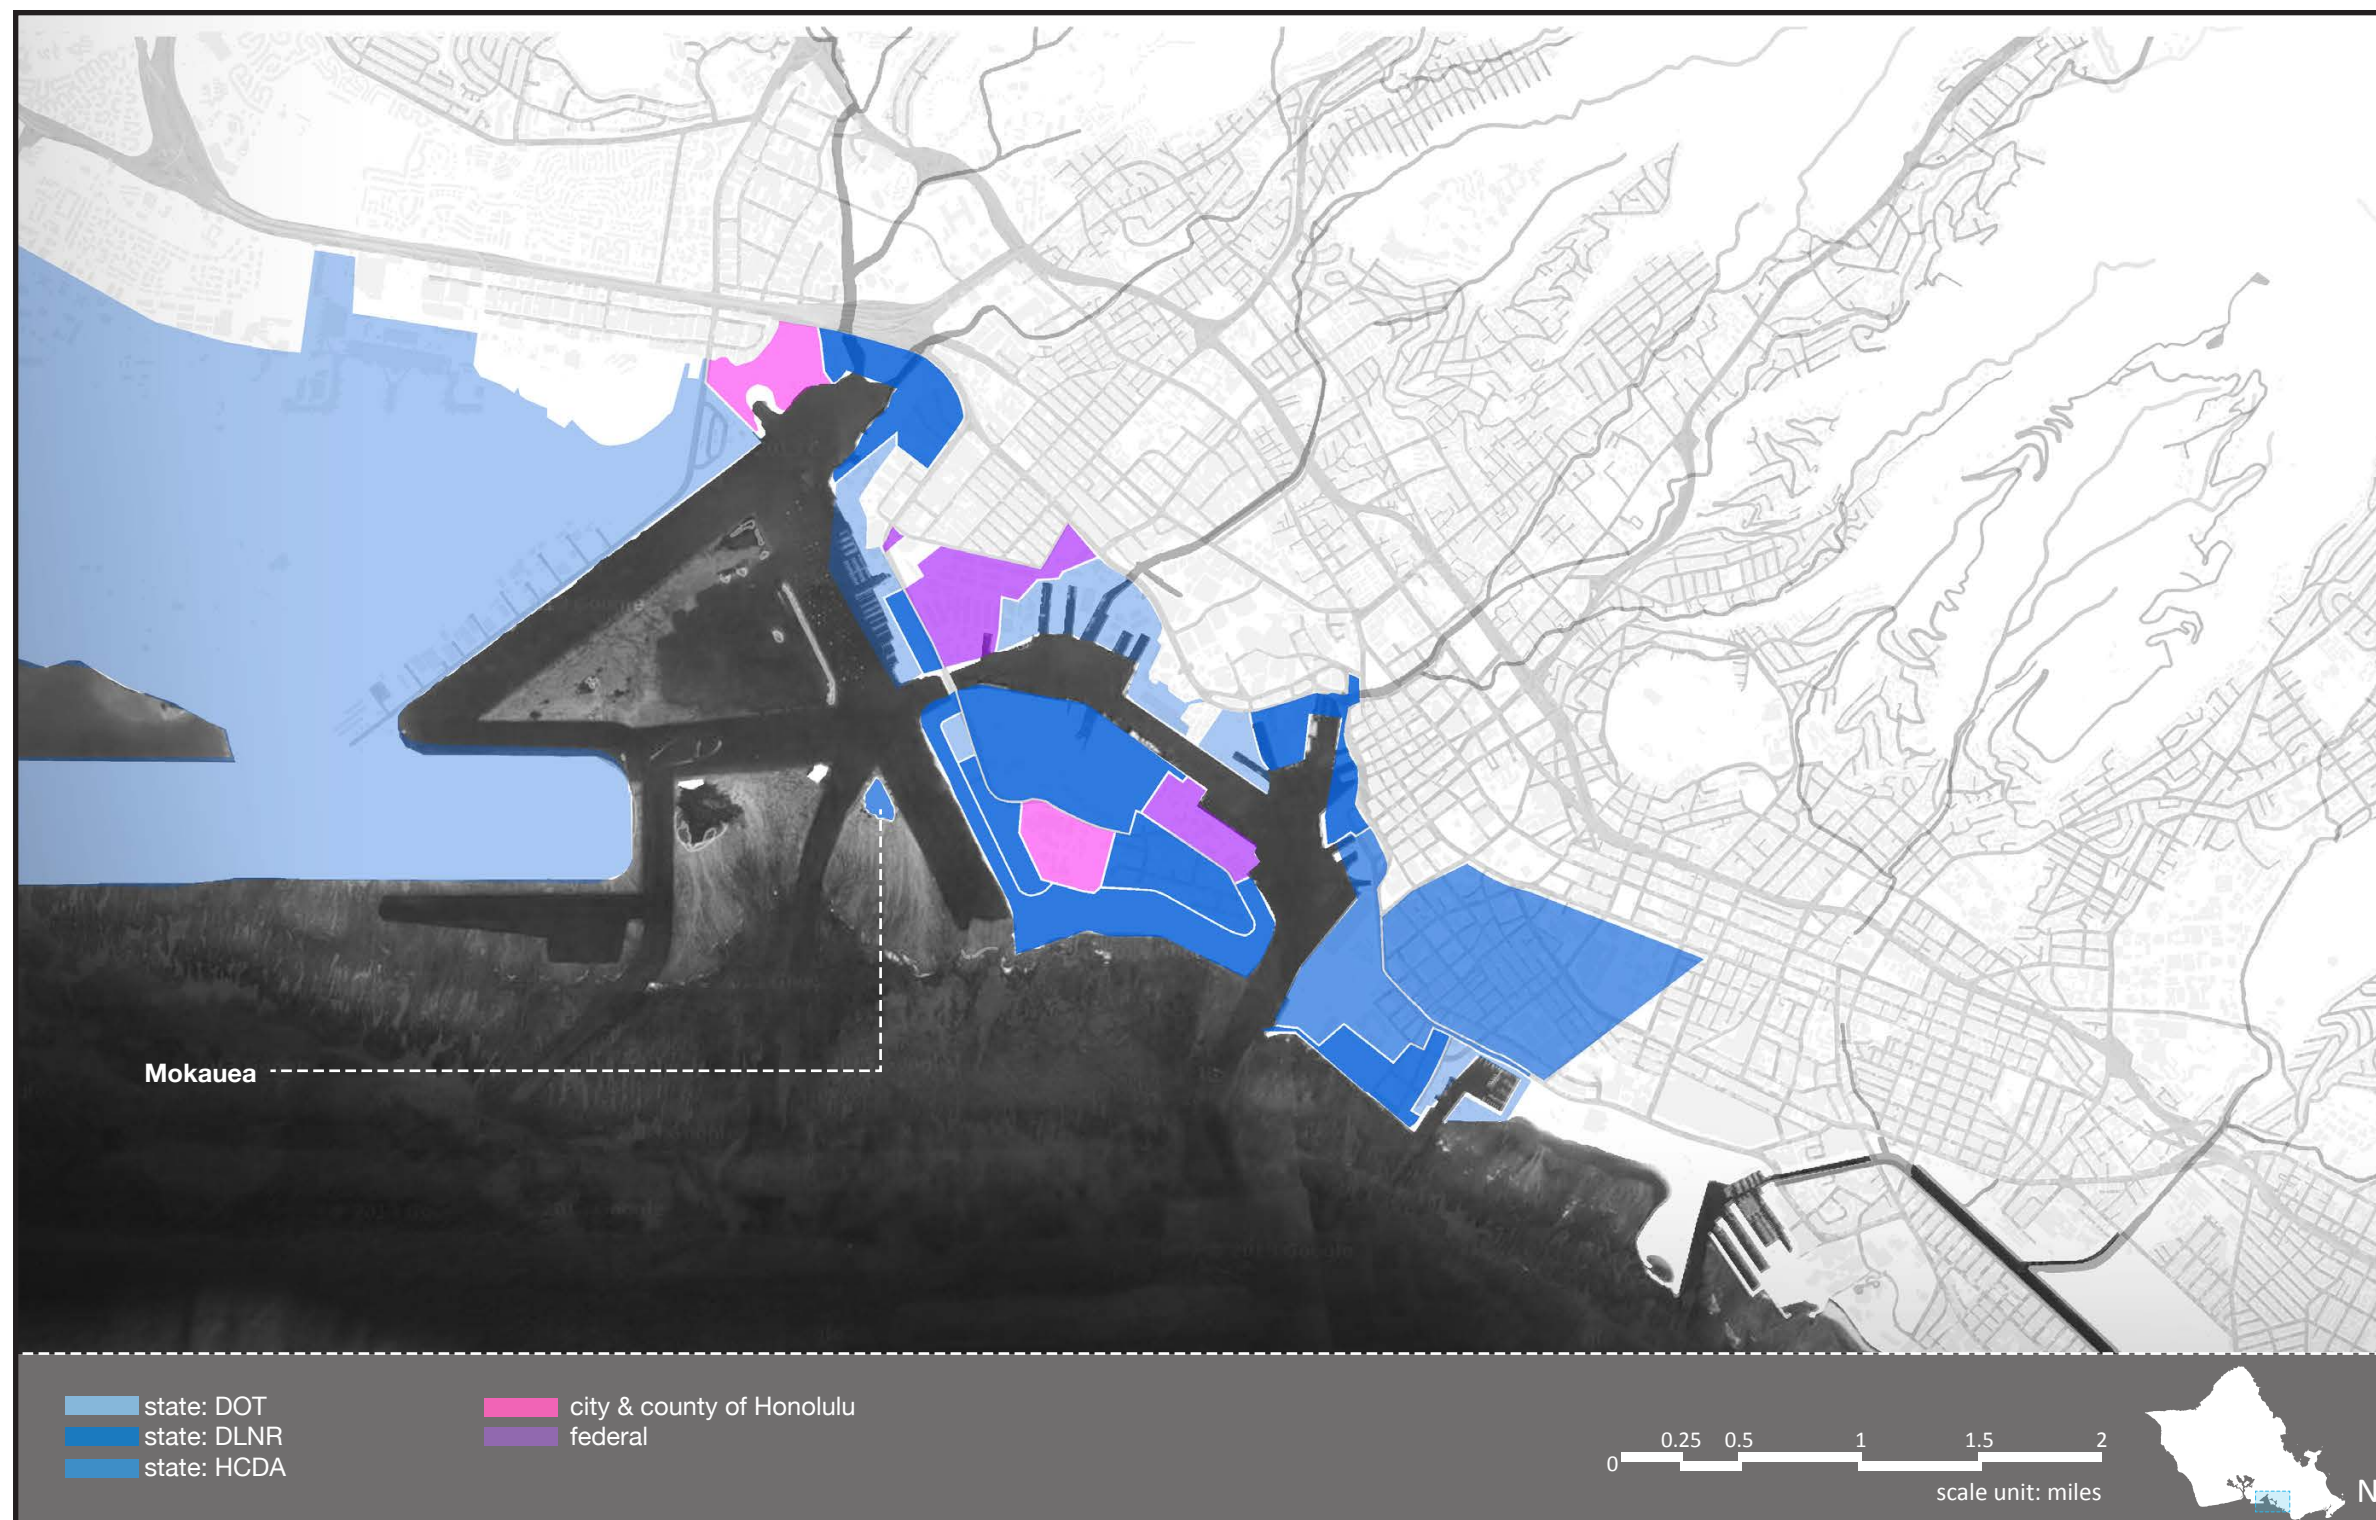 Mokauea
state: DOT
state: DLNR
state: HCDA
city & county of Honolulu
federal
0 0.25 0.5 1 1.5 2
scale unit: miles
N